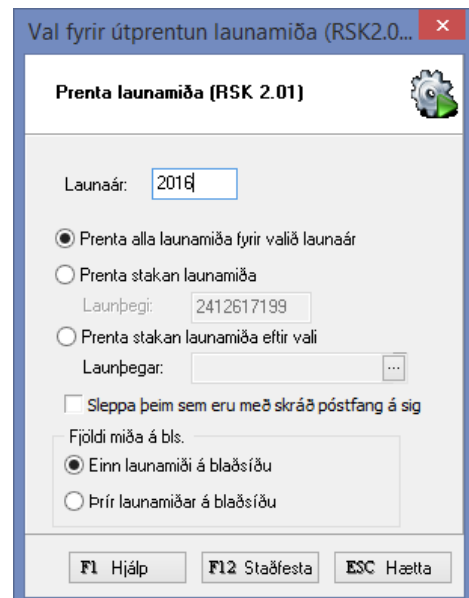 Val fyrir útprentun launamiða (RSK2.0...
Prenta launamiða (RSK 2.01)
Launaár: 2016
Prenta alla launamiða fyrir valið launaár
Prenta stakan launamiða
Launþegi: 2412617199
Prenta stakan launamiða eftir vali
Launþegar: ...
Sleppa þeim sem eru með skráð póstfang á sig
Fjöldi miða á bls.
Einn launamiði á blaðsíðu
Þrír launamiðar á blaðsíðu
F1 Hjálp F12 Staðfesta ESC Hætta